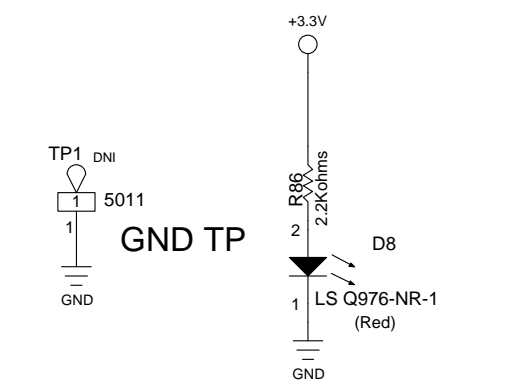 +3.3V
TP1 DNI
1 5011
1
GND TP
GND
R86
2.2Kohms
2
D8
1
LS Q976-NR-1
(Red)
GND